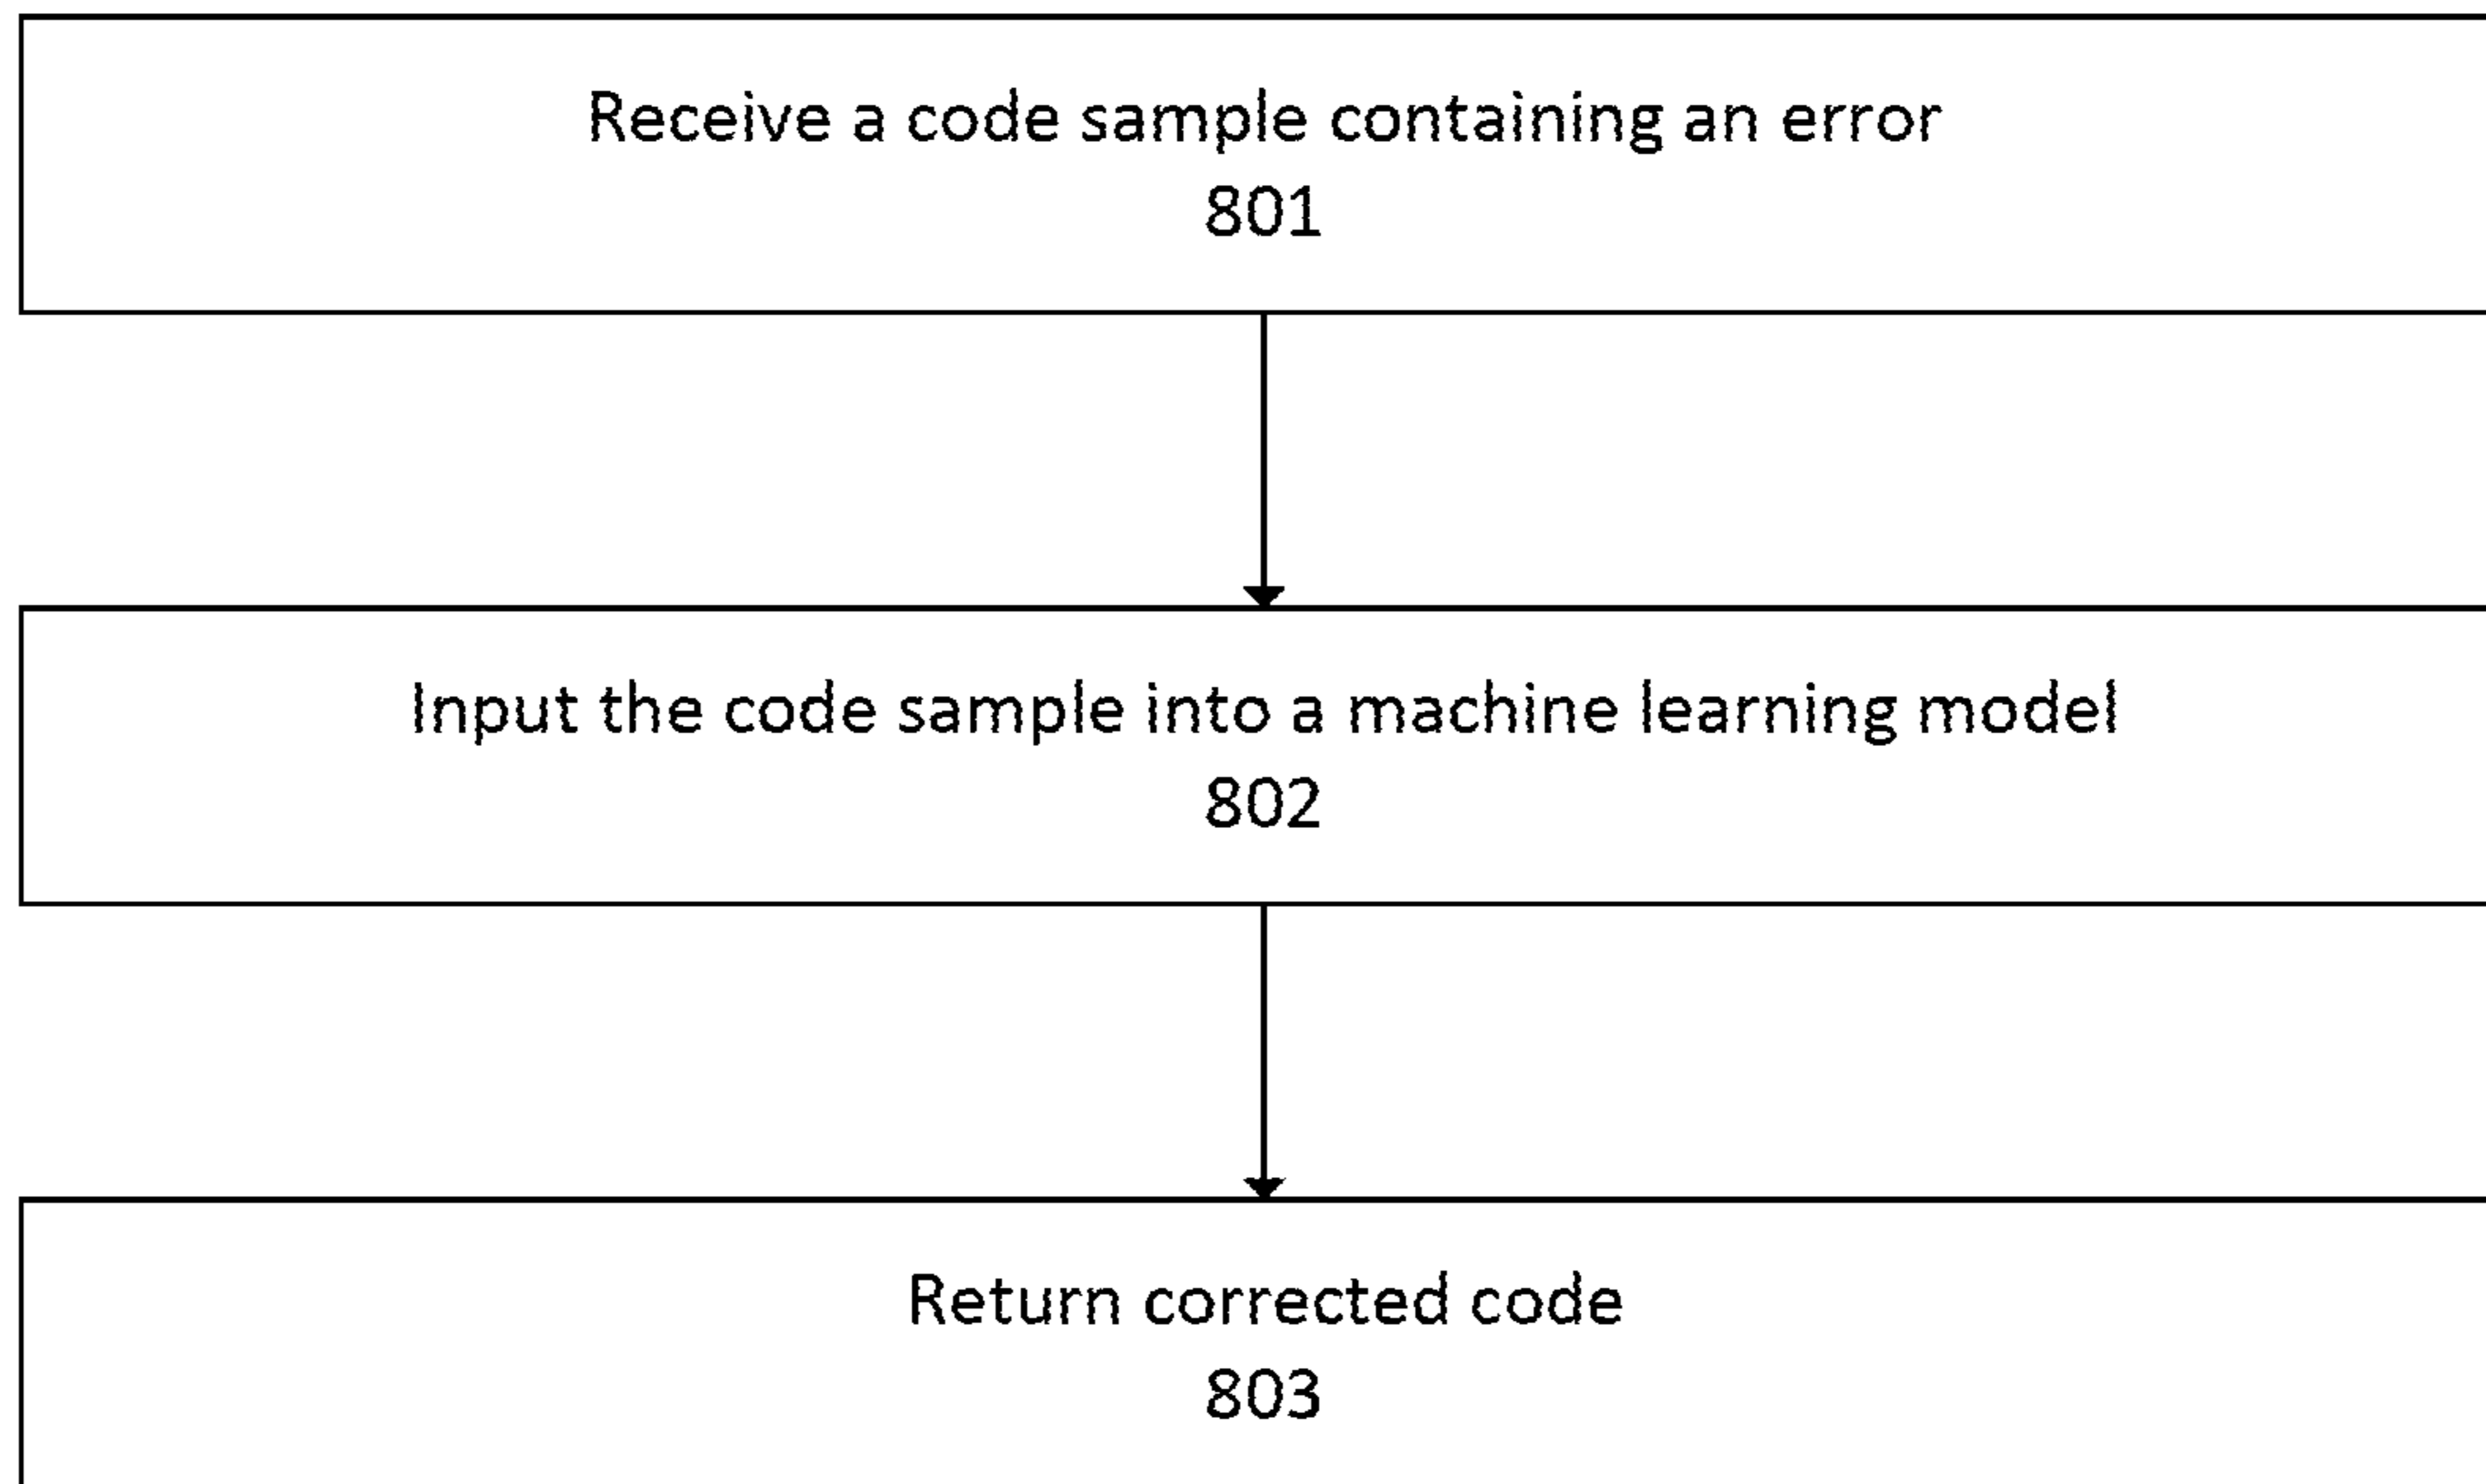 Receive a code sample containing an error
801
Input the code sample into a machine learning model
802
Return corrected code
803